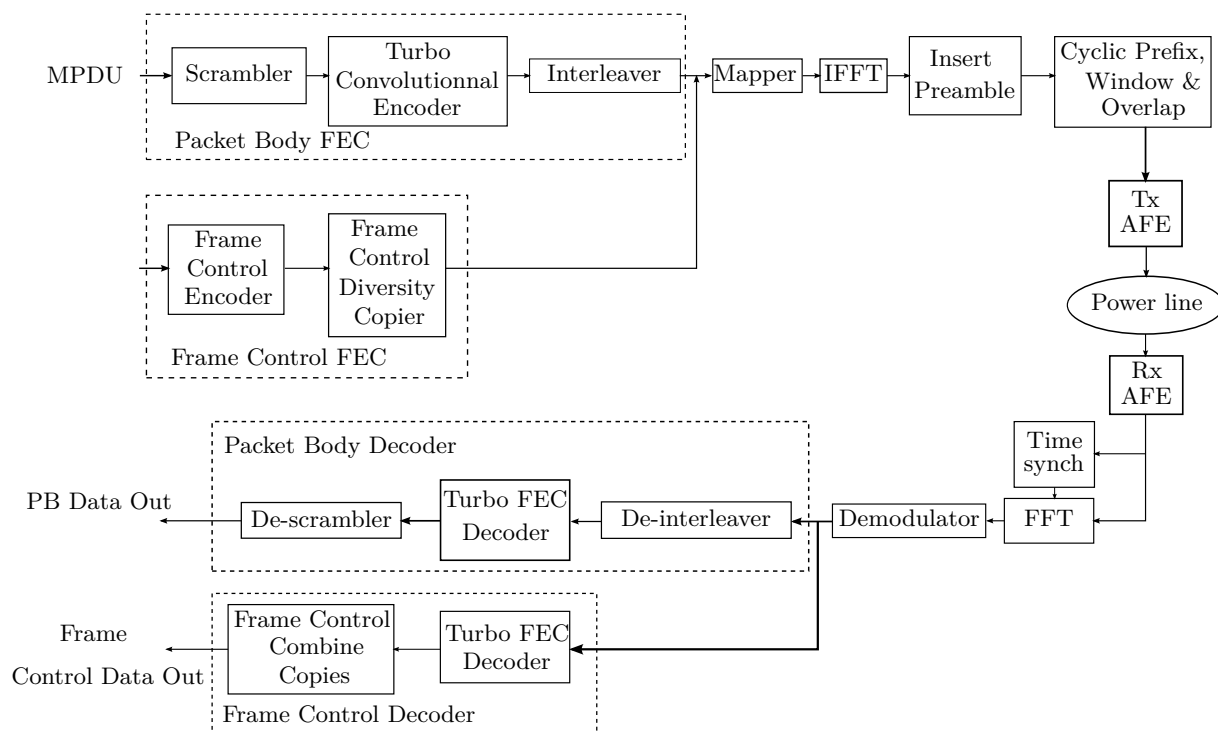 MPDU
Scrambler
Turbo
Convolutionnal
Encoder
Interleaver
Packet Body FEC
Mapper
IFFT
Insert
Preamble
Cyclic Prefix,
Window &
Overlap
Frame
Control
Encoder
Frame
Control
Diversity
Copier
Frame Control FEC
Tx
AFE
Power line
Rx
AFE
Time
synch
FFT
Demodulator
Packet Body Decoder
De-interleaver
Turbo FEC
Decoder
De-scrambler
PB Data Out
Turbo FEC
Decoder
Frame Control
Combine
Copies
Frame
Control Data Out
Frame Control Decoder